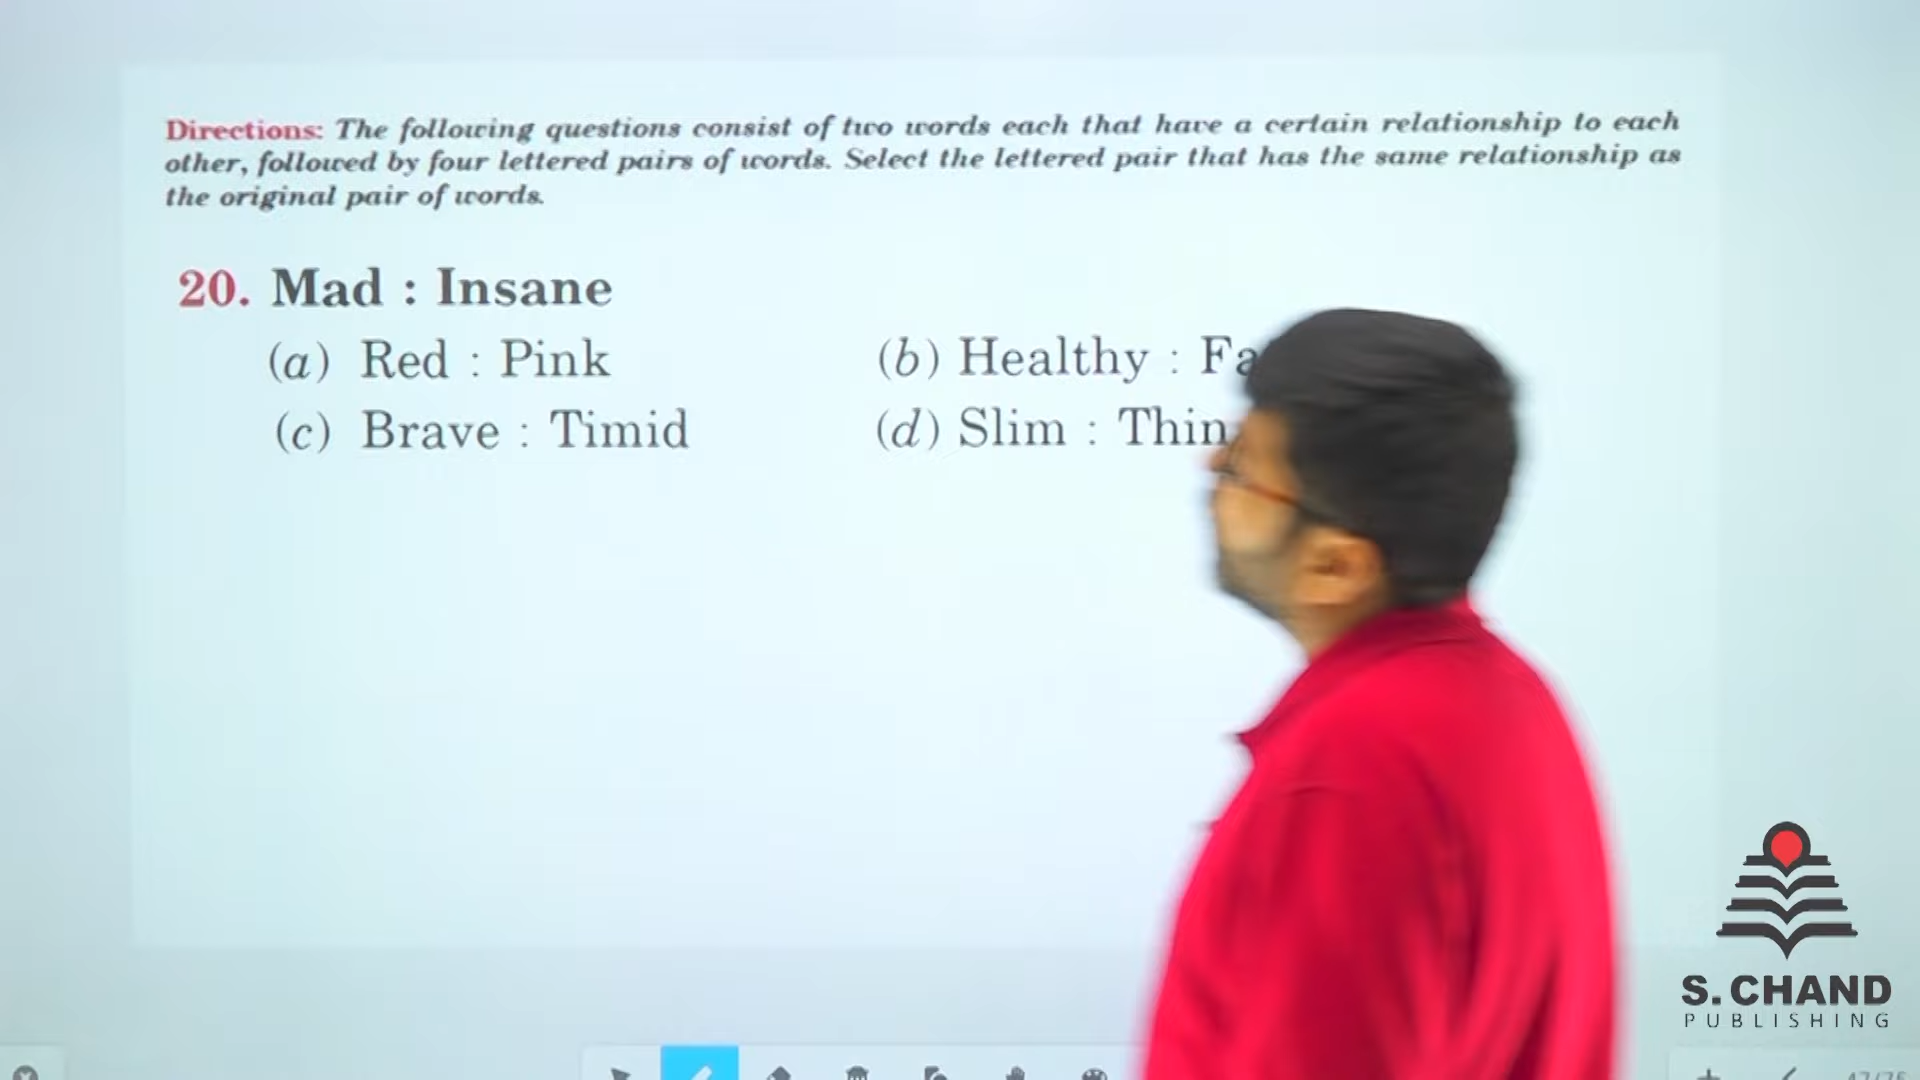 Directions: The following questions consist of two words each that have a certain relationship to each
other, followed by four lettered pairs of words. Select the lettered pair that has the same relationship as
the original pair of words.
20. Mad : Insane
(a) Red : Pink (b) Healthy :
(c) Brave : Timid (d) Slim : Thin
S. CHAND
PUBLISHING